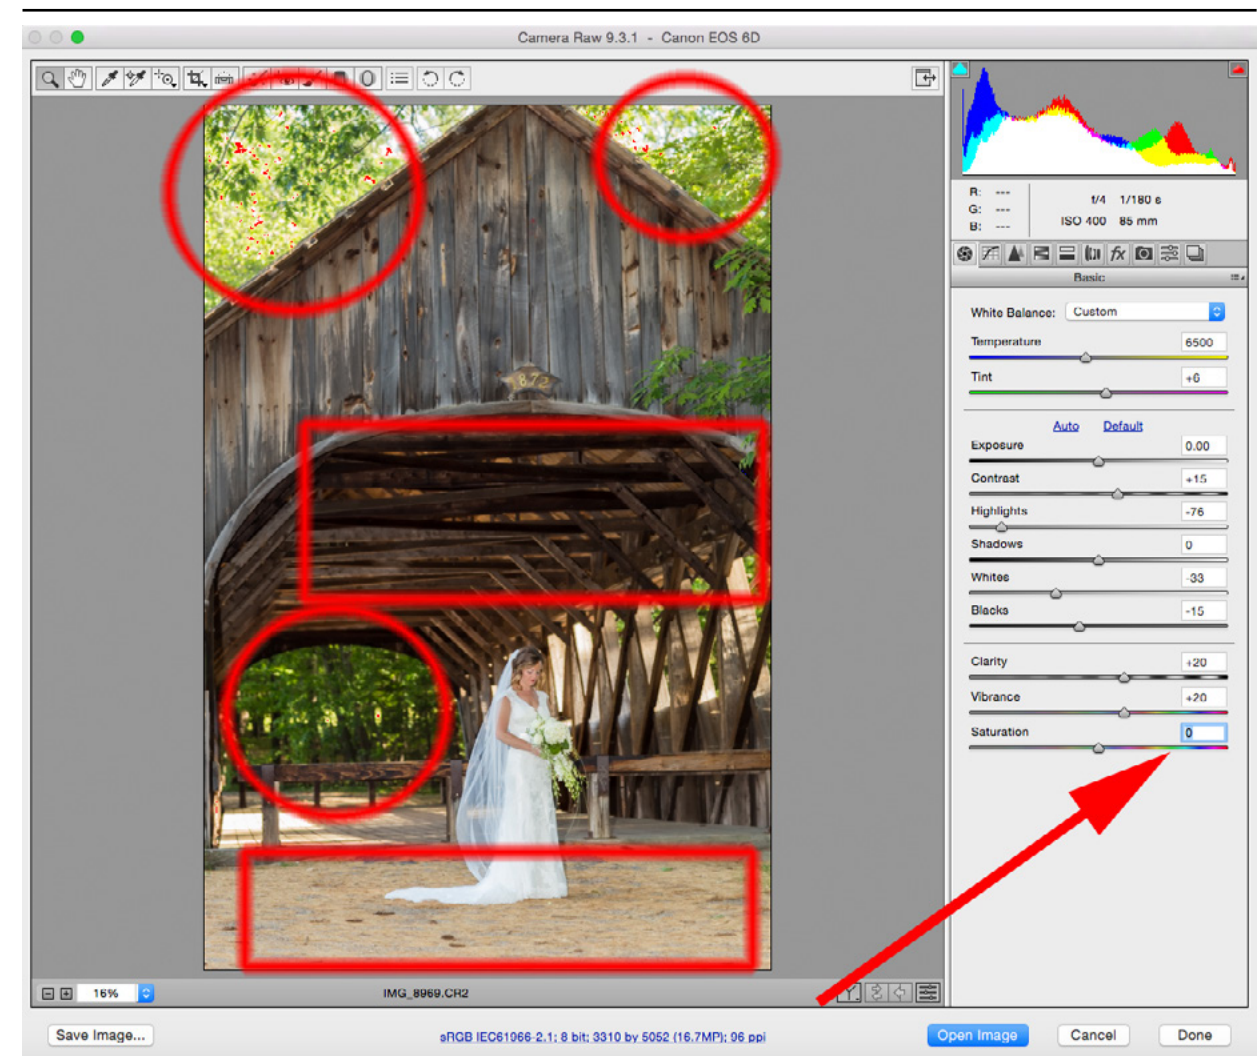 Camera Raw 9.3.1 - Canon EOS 6D
R: ---
G: ---
B: ---
f/4 1/180 s
ISO 400 85 mm
fx
Basic
White Balance: Custom
Temperature 6500
Tint +6
Auto Default
Exposure 0.00
Contrast +15
Highlights -76
Shadows 0
Whites -33
Blacks -15
Clarity +20
Vibrance +20
Saturation 0
872
16%
IMG_8969.CR2
Y
Save Image...
sRGB IEC61966-2.1; 8 bit; 3310 by 5052 (16.7MP); 96 ppi
Open Image Cancel Done